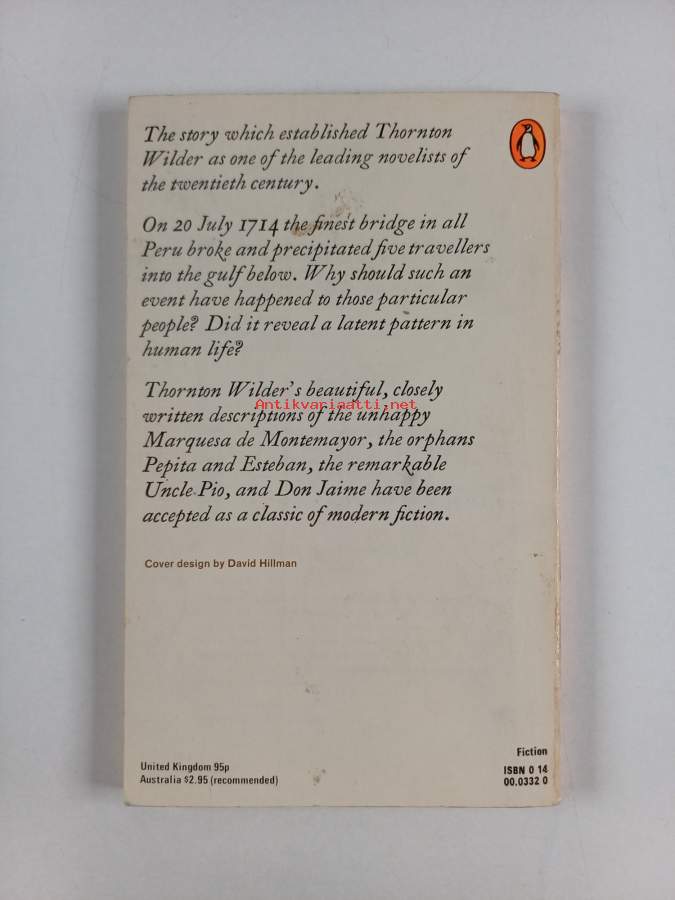 The story which established Thornton
Wilder as one of the leading novelists of
the twentieth century.
On 20 July 1714 the finest bridge in all
Peru broke and precipitated five travellers
into the gulf below. Why should such an
event have happened to those particular
people? Did it reveal a latent pattern in
human life?
Thornton Wilder's beautiful, closely
Antikvariaatti.net
written descriptions of the unhappy
Marquesa de Montemayor, the orphans
Pepita and Esteban, the remarkable
Uncle Pio, and Don Jaime have been
accepted as a classic of modern fiction.
Cover design by David Hillman
United Kingdom 95p
Australia $2.95 (recommended)
Fiction
ISBN 0 14
00.0332 0